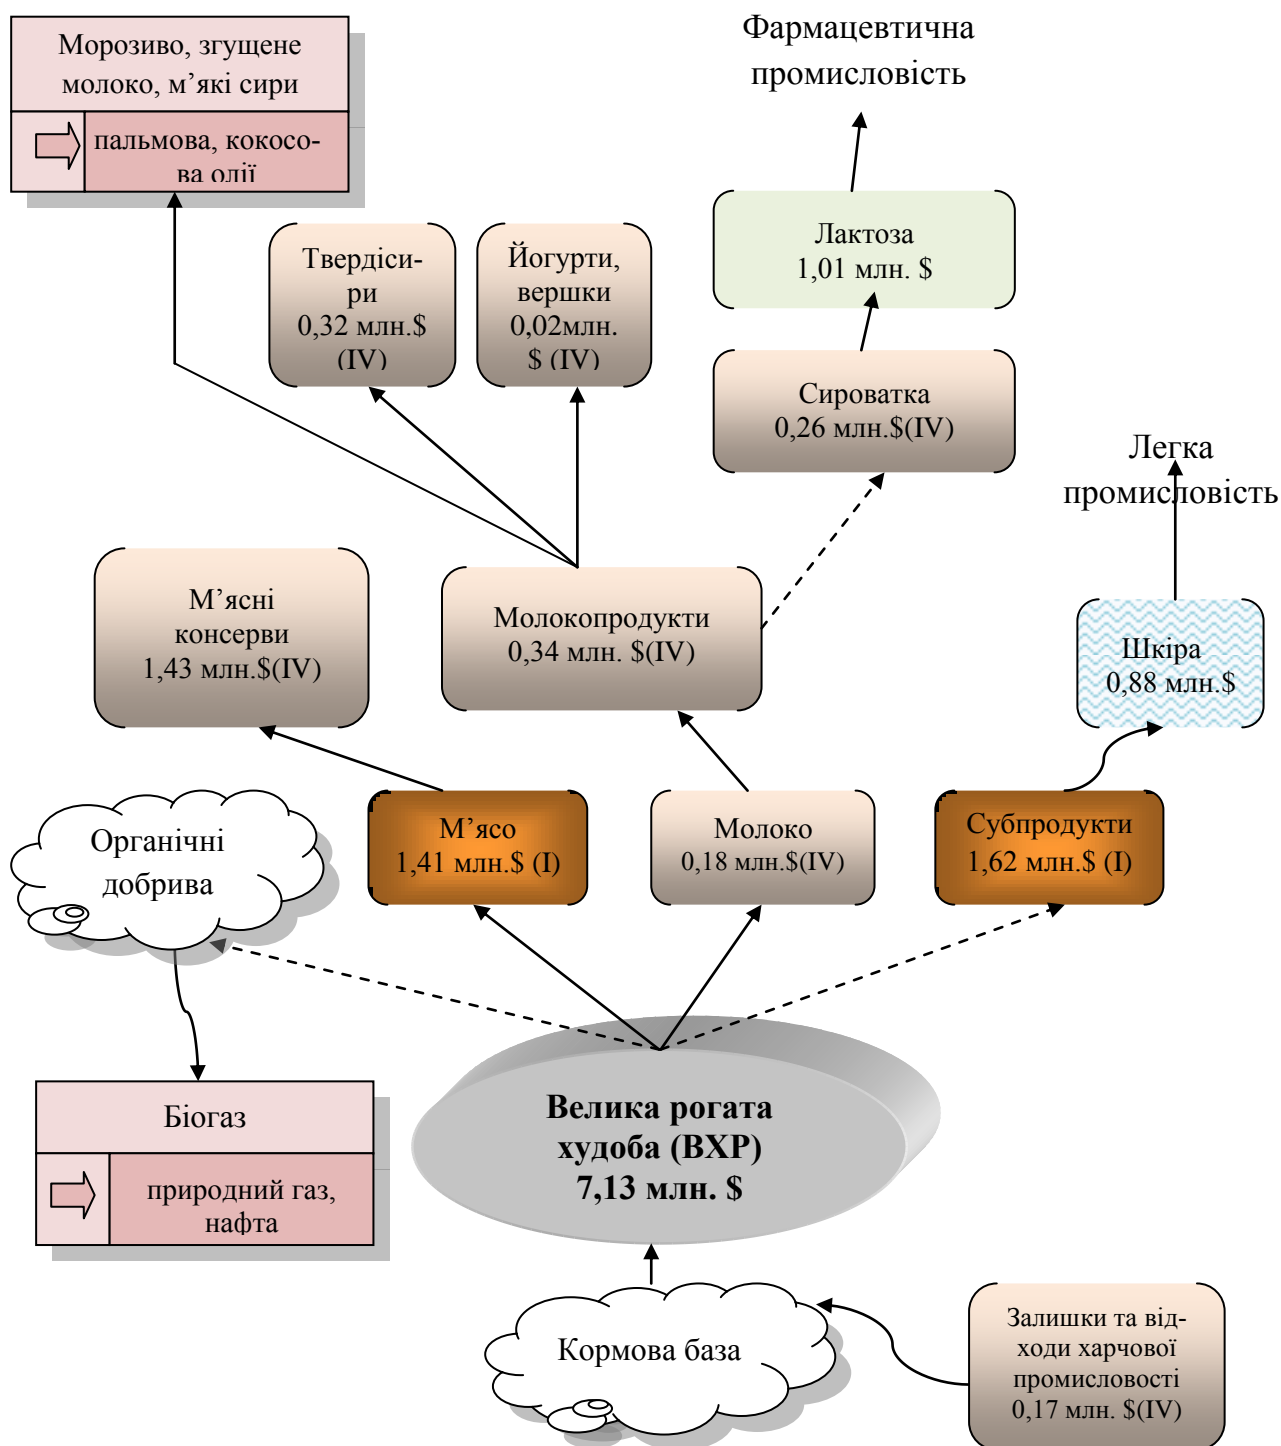 Морозиво, згущене
молоко, м’які сири
пальмова, кокосо-
ва олії
Фармацевтична
промисловість
Твердіси-
ри
0,32 млн.$
(IV)
Йогурти,
вершки
0,02млн.
$ (IV)
Лактоза
1,01 млн. $
Сироватка
0,26 млн.$(IV)
Легка
промисловість
М’ясні
консерви
1,43 млн.$(IV)
Молокопродукти
0,34 млн. $(IV)
Шкіра
0,88 млн.$
Органічні
добрива
М’ясо
1,41 млн.$ (I)
Молоко
0,18 млн.$(IV)
Субпродукти
1,62 млн.$ (I)
Біогаз
природний газ,
нафта
Велика рогата
худоба (ВХР)
7,13 млн. $
Кормова база
Залишки та від-
ходи харчової
промисловості
0,17 млн. $(IV)